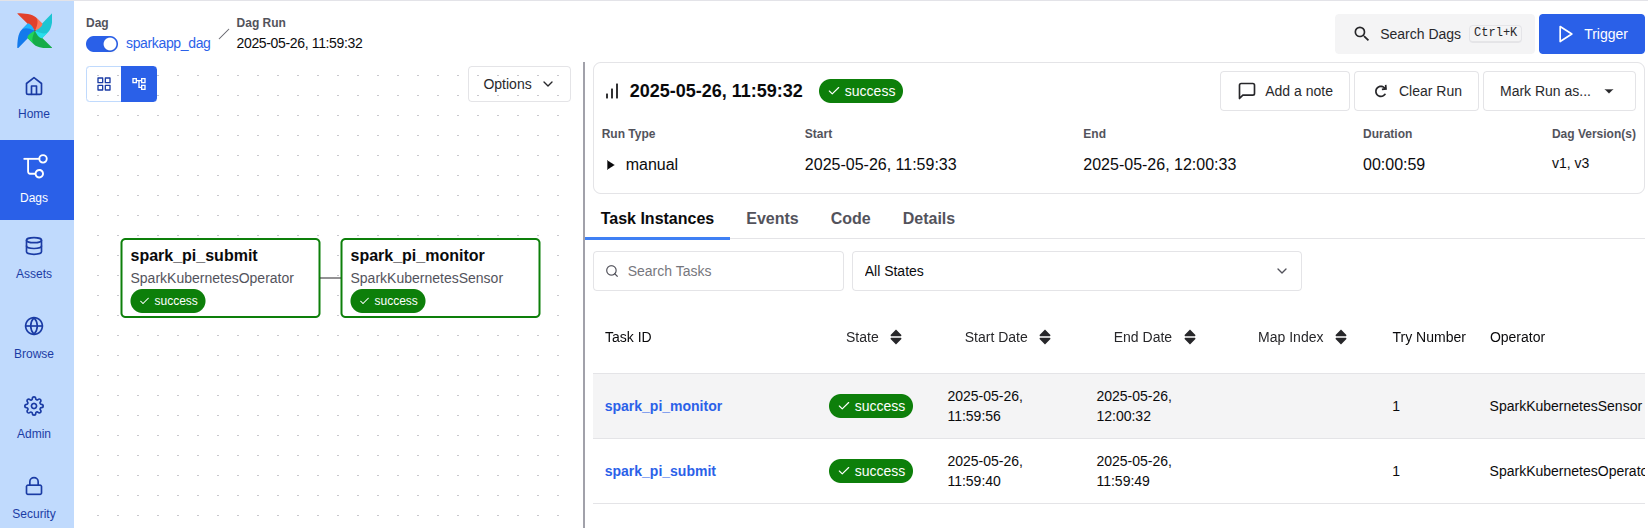 Dag
sparkapp_dag
Dag Run
2025-05-26, 11:59:32
Search Dags Ctrl+K
Trigger
Home
Dags
Assets
Browse
Admin
Security
Options
spark_pi_submit
SparkKubernetesOperator
success
spark_pi_monitor
SparkKubernetesSensor
success
2025-05-26, 11:59:32 success
Add a note
Clear Run
Mark Run as...
Run Type Start End Duration Dag Version(s)
manual 2025-05-26, 11:59:33 2025-05-26, 12:00:33 00:00:59 v1, v3
Task Instances Events Code Details
Search Tasks All States
Task ID State Start Date End Date Map Index Try Number Operator
spark_pi_monitor success 2025-05-26, 11:59:56 2025-05-26, 12:00:32 1 SparkKubernetesSensor
spark_pi_submit success 2025-05-26, 11:59:40 2025-05-26, 11:59:49 1 SparkKubernetesOperato